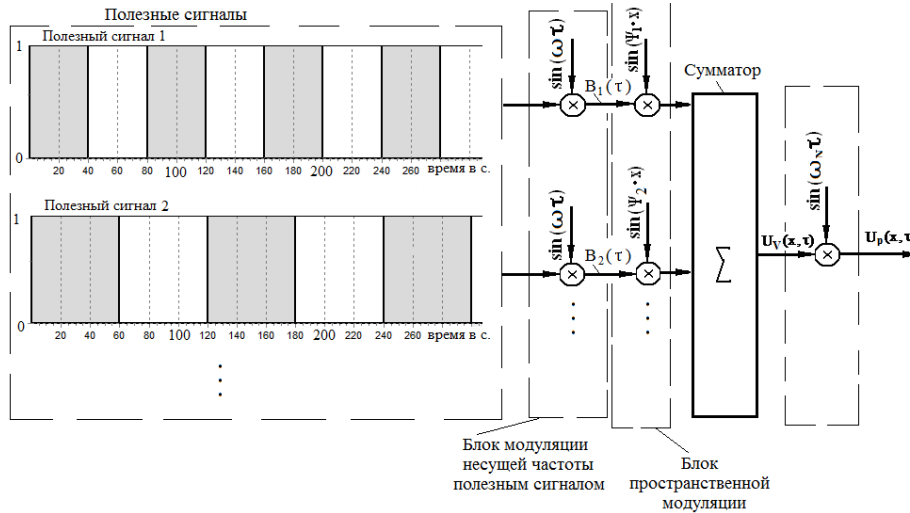 Полезные сигналы
Полезный сигнал 1
1
0
20 40 60 80 100 120 140 160 180 200 220 240 260 время в с.
Полезный сигнал 2
1
0
20 40 60 80 100 120 140 160 180 200 220 240 260 время в с.
sin(ωτ)
B₁(τ)
sin(Ψ₁·x)
sin(ωτ)
B₂(τ)
sin(Ψ₂·x)
Сумматор
Σ
U_V(x,τ)
sin(ω_Nτ)
U_p(x,τ
Блок модуляции
несущей частоты
полезным сигналом
Блок
пространственной
модуляции